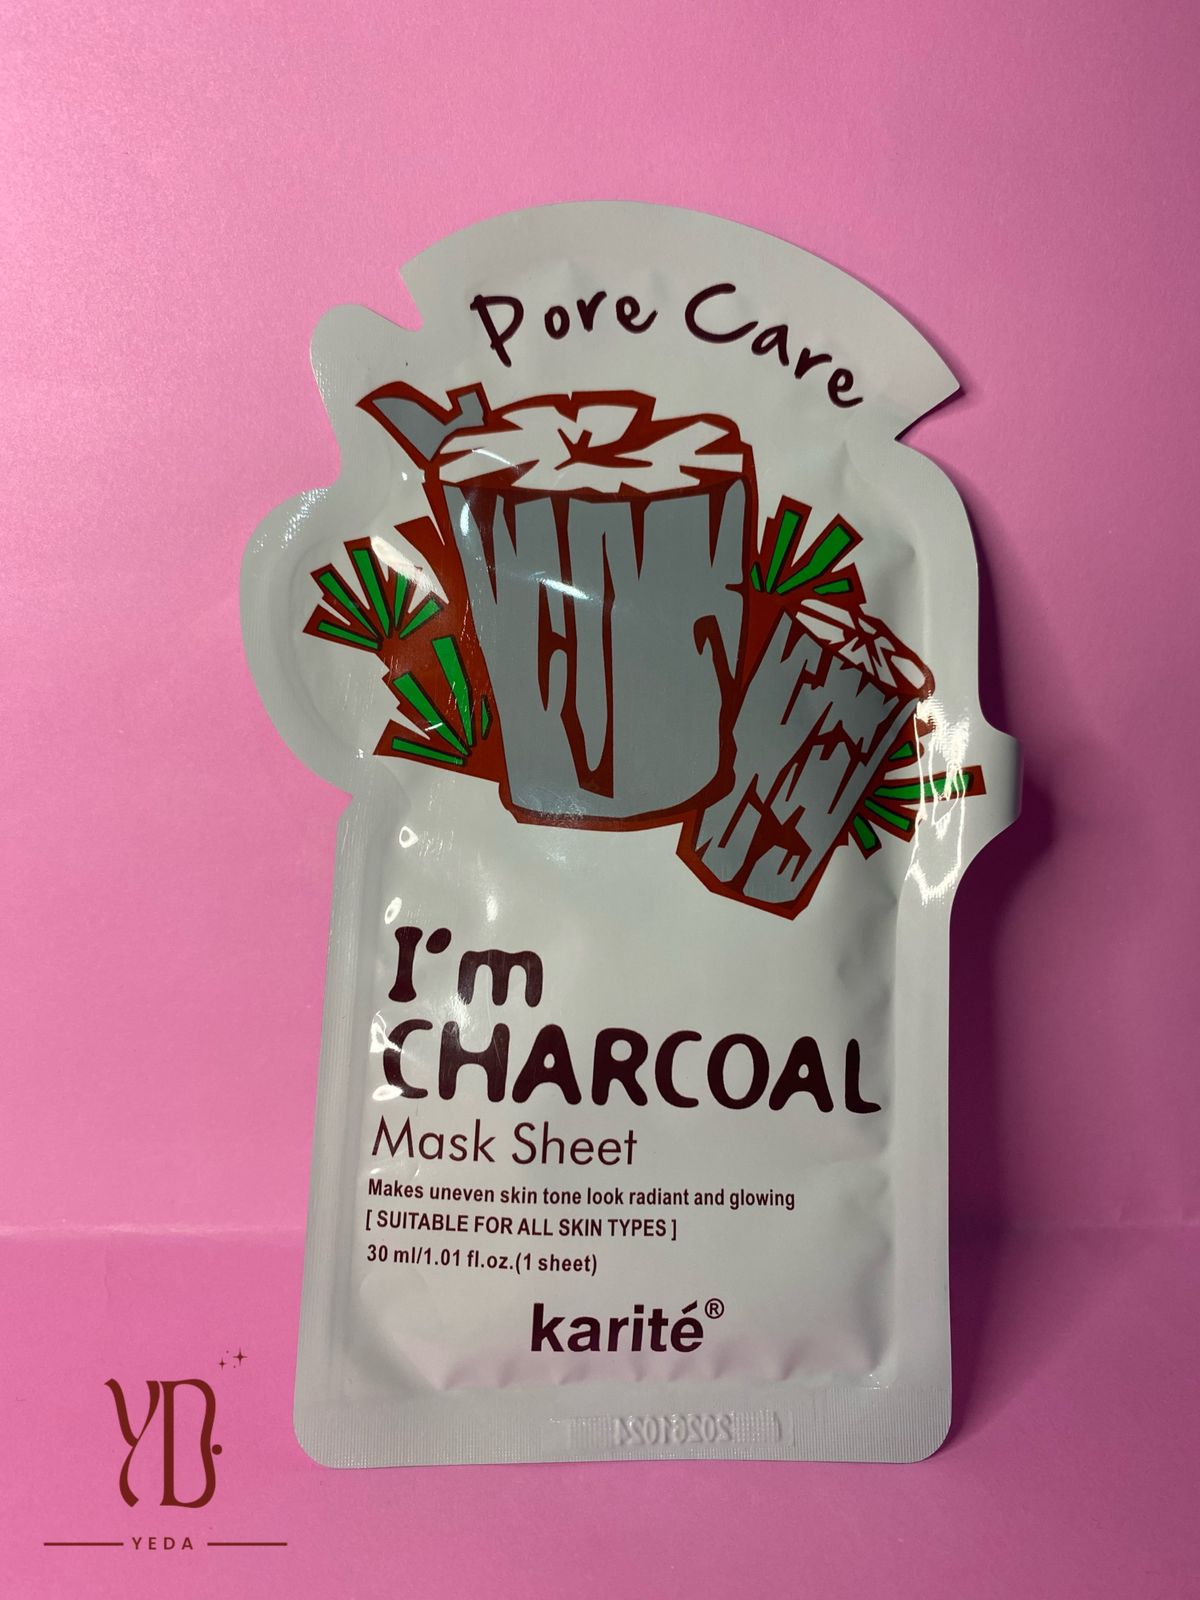 Pore Care
I'm
CHARCOAL
Mask Sheet
Makes uneven skin tone look radiant and glowing
[ SUITABLE FOR ALL SKIN TYPES ]
30 ml/1.01 fl.oz.(1 sheet)
karité®
20261024
YD
YEDA